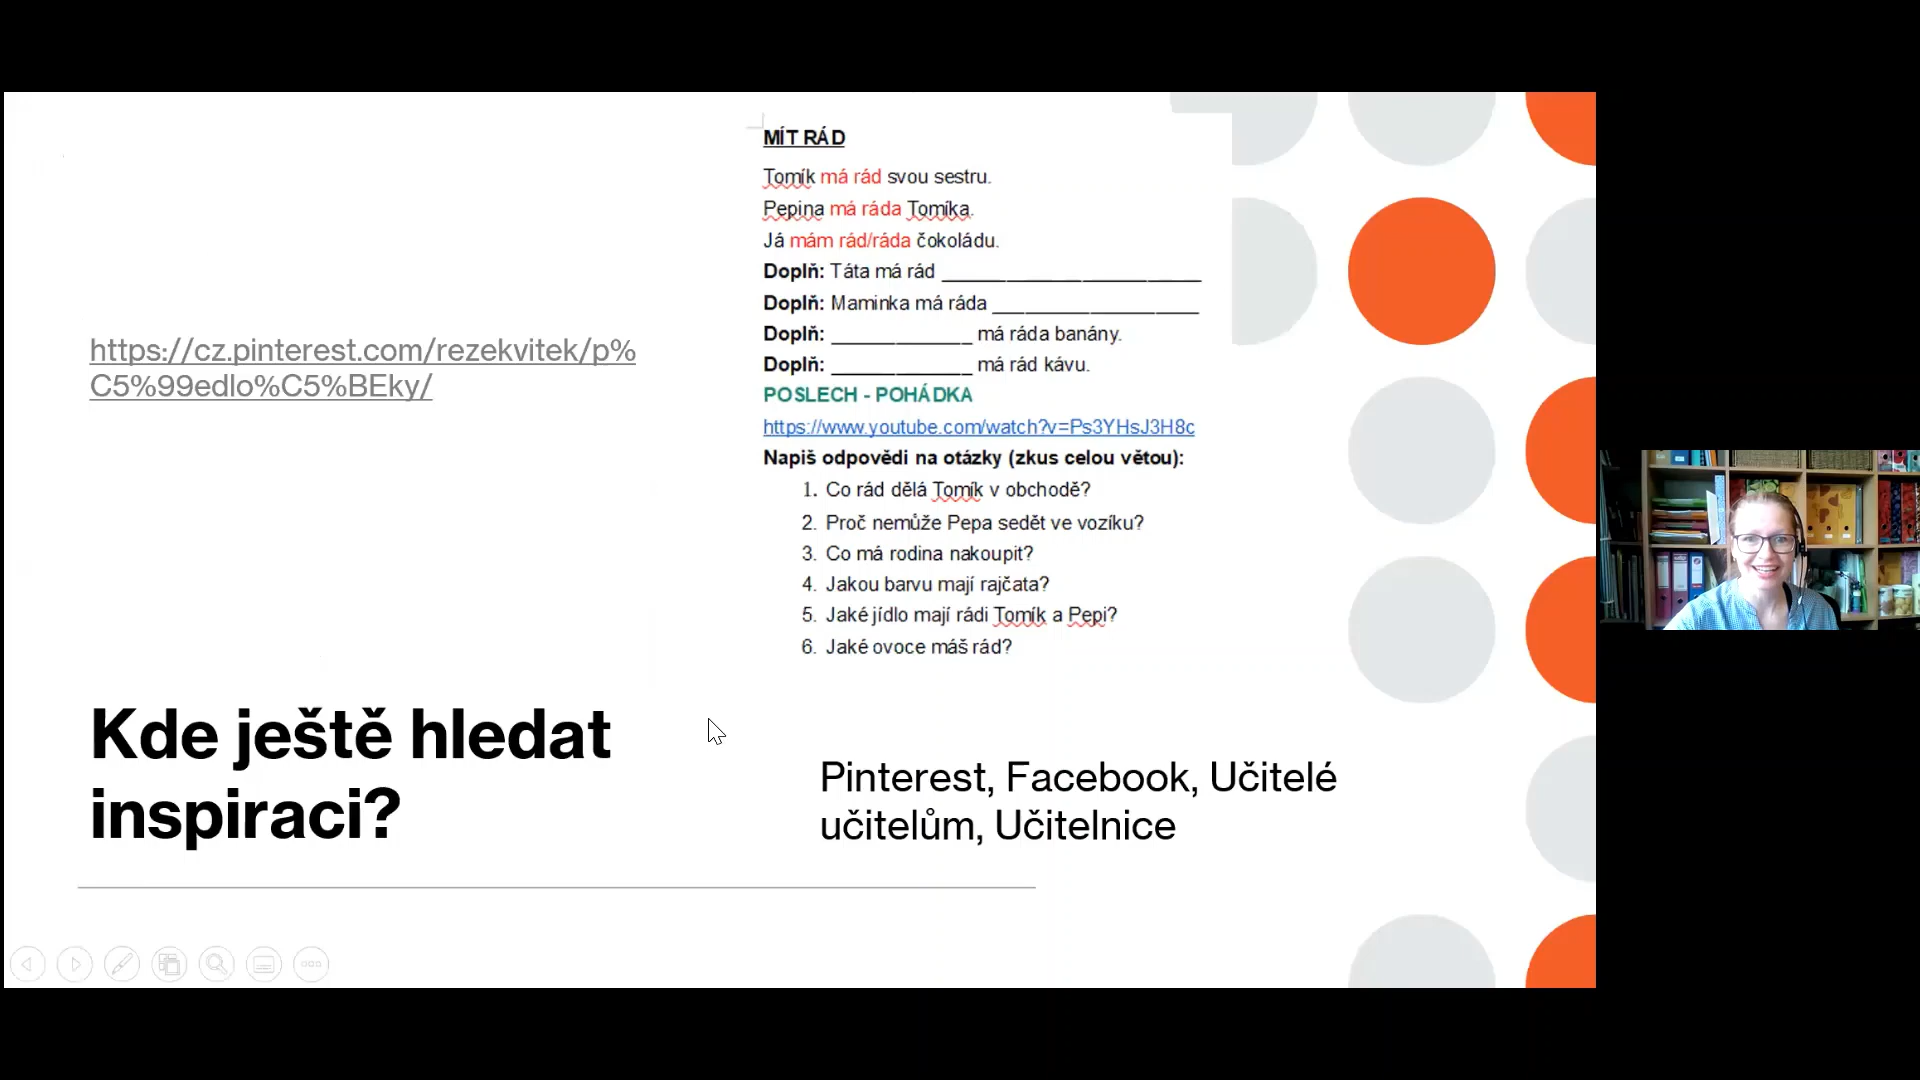 MÍT RÁD
Tomík má rád svou sestru.
Pepina má ráda Tomíka.
Já mám rád/ráda čokoládu.
Doplň: Táta má rád ________________________
Doplň: Maminka má ráda ___________________
Doplň: _____________ má ráda banány.
Doplň: _____________ má rád kávu.
POSLECH - POHÁDKA
https://www.youtube.com/watch?v=Ps3YHsJ3H8c
Napiš odpovědi na otázky (zkus celou větou):
1. Co rád dělá Tomík v obchodě?
2. Proč nemůže Pepa sedět ve vozíku?
3. Co má rodina nakoupit?
4. Jakou barvu mají rajčata?
5. Jaké jídlo mají rádi Tomík a Pepi?
6. Jaké ovoce máš rád?
https://cz.pinterest.com/rezekvitek/p%
C5%99edlo%C5%BEky/
Kde ještě hledat
inspiraci?
Pinterest, Facebook, Učitelé
učitelům, Učitelnice